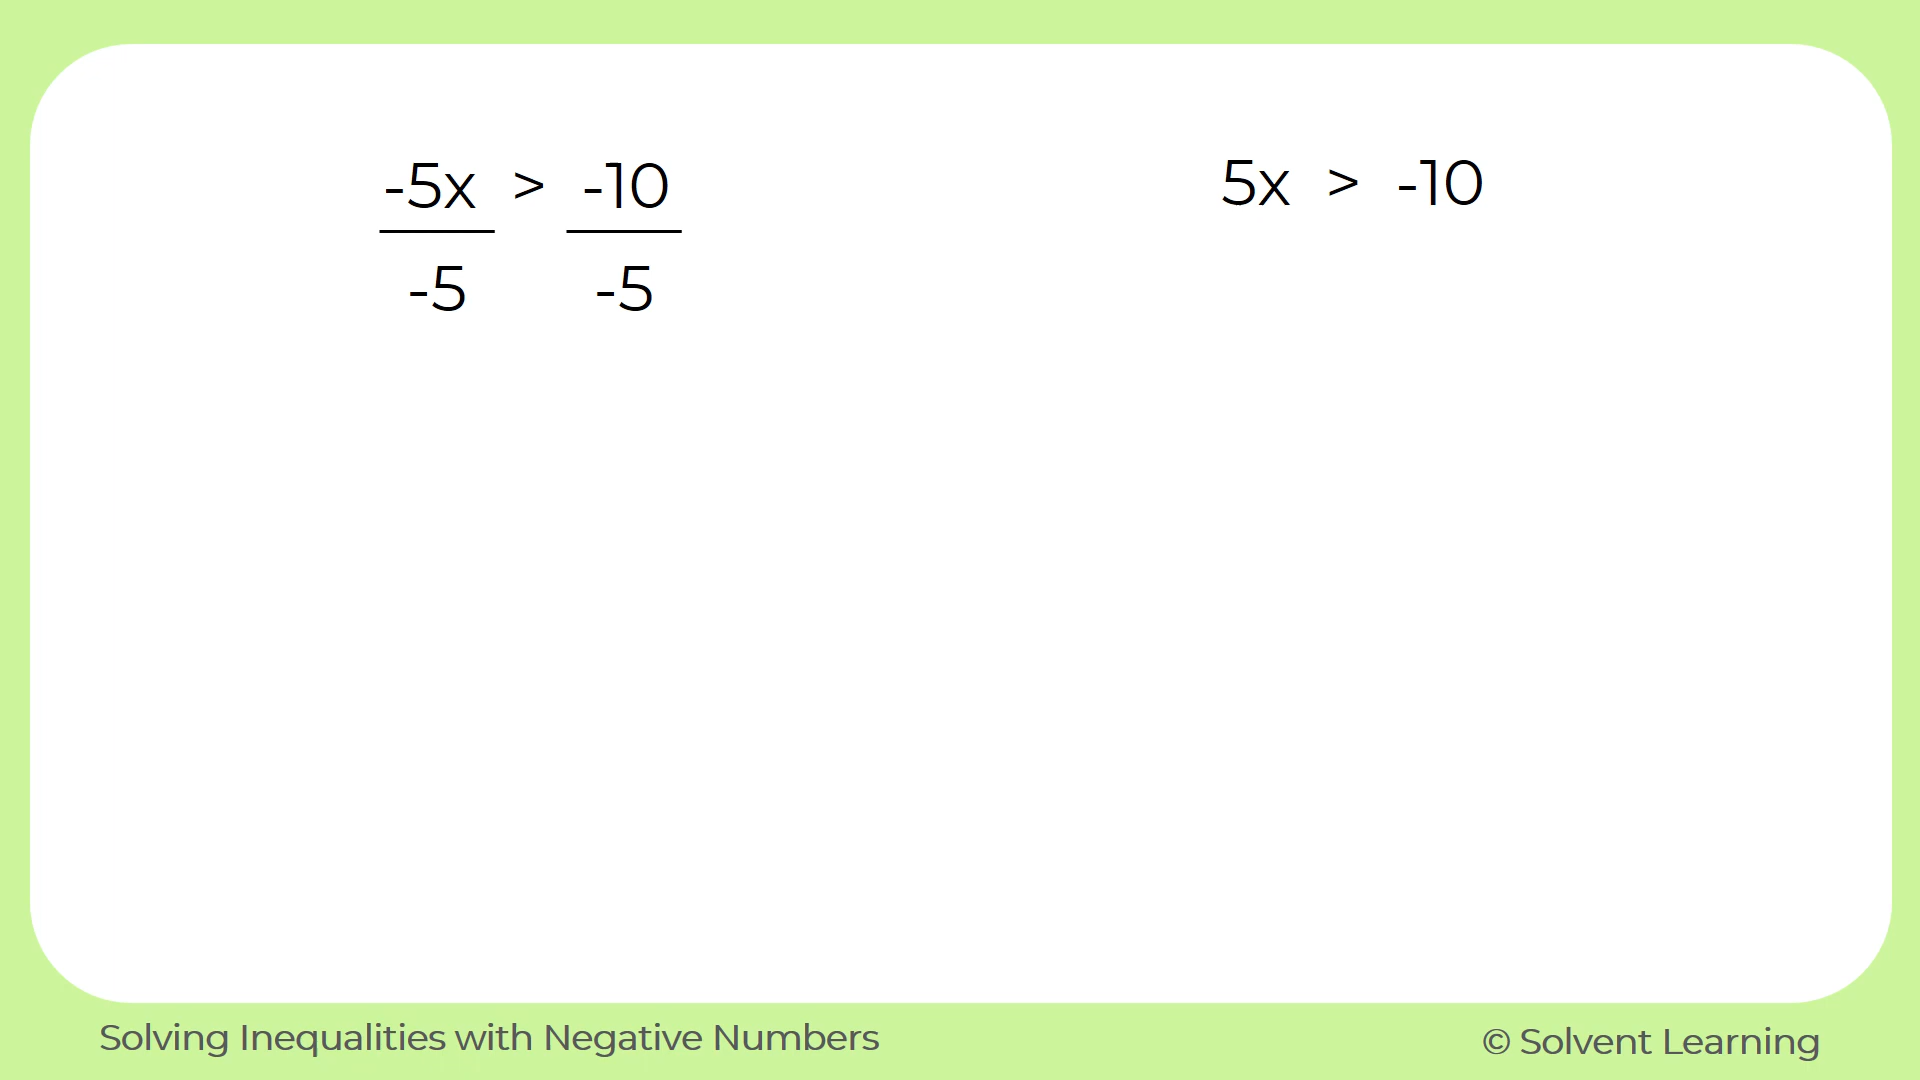 -5x > -10
-5 -5
5x > -10
Solving Inequalities with Negative Numbers
© Solvent Learning